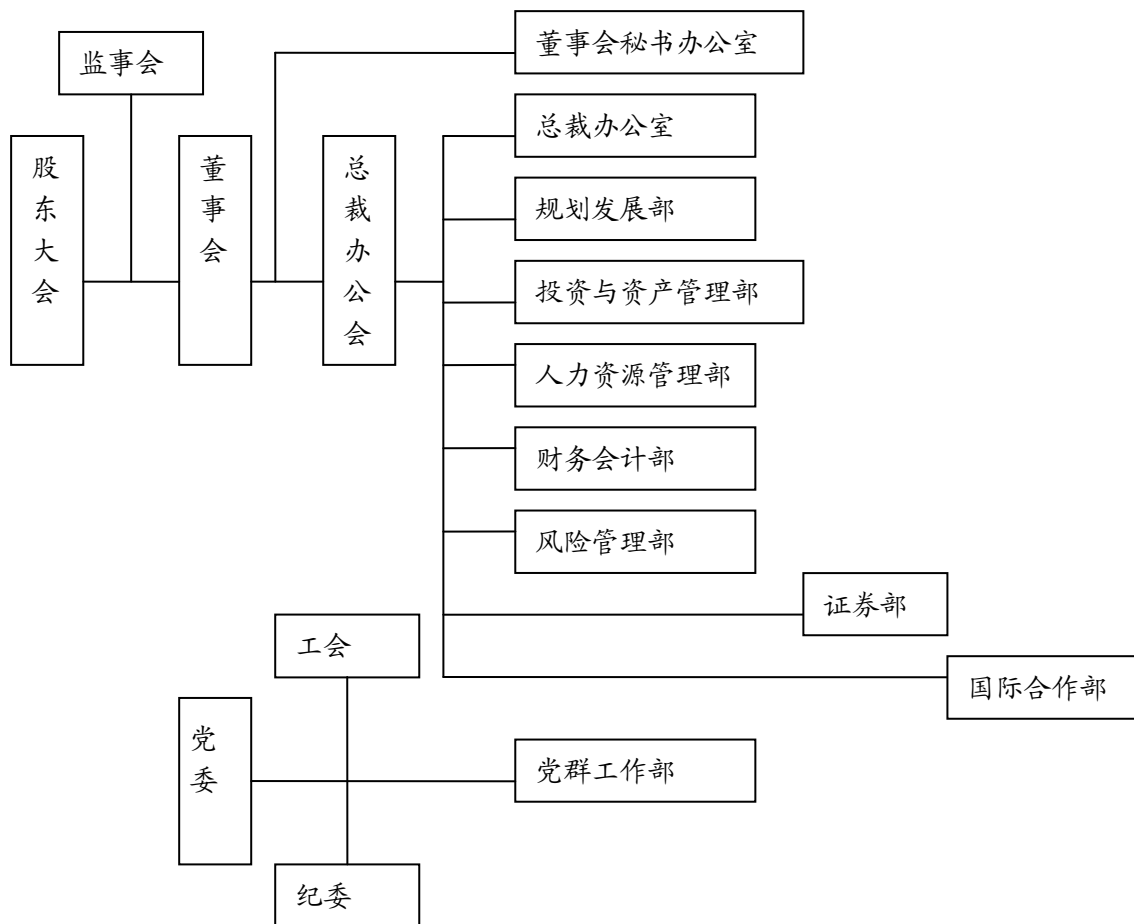 董事会秘书办公室
监事会
总裁办公室
股东大会
董事会
总裁办公会
规划发展部
投资与资产管理部
人力资源管理部
财务会计部
风险管理部
证券部
工会
国际合作部
党委
党群工作部
纪委